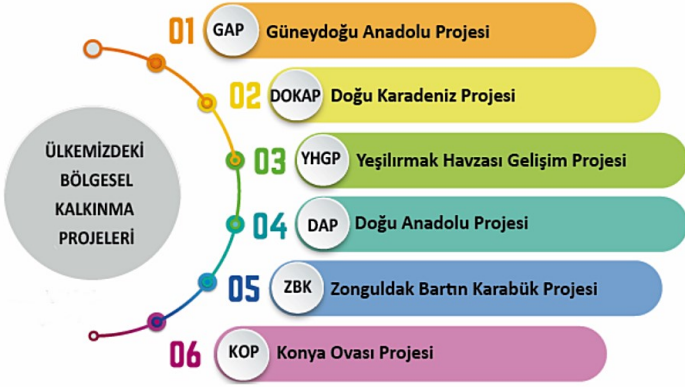 ÜLKEMİZDEKİ
BÖLGESEL
KALKINMA
PROJELERİ
01 GAP Güneydoğu Anadolu Projesi
02 DOKAP Doğu Karadeniz Projesi
03 YHGP Yeşilırmak Havzası Gelişim Projesi
04 DAP Doğu Anadolu Projesi
05 ZBK Zonguldak Bartın Karabük Projesi
06 KOP Konya Ovası Projesi